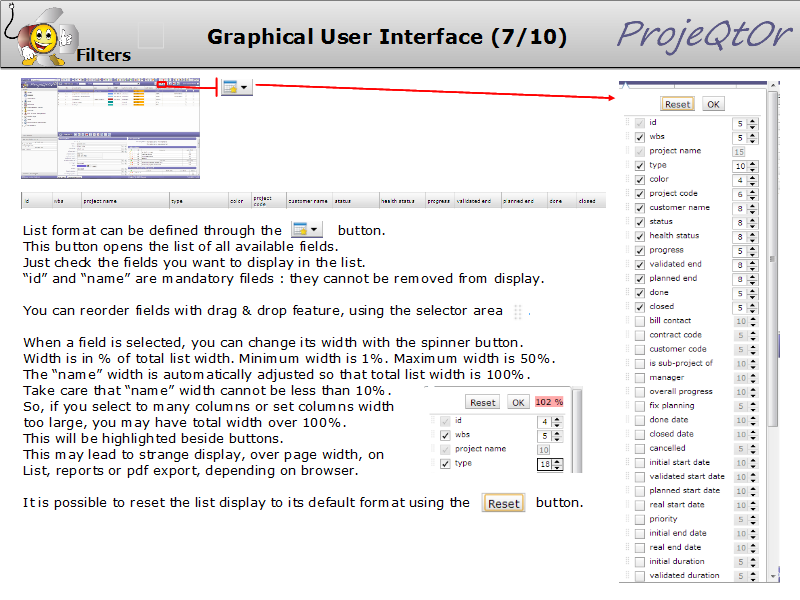 Graphical User Interface (7/10)
ProjeQtOr
Filters
id wbs project name type color project code customer name status health status progress validated end planned end done closed
List format can be defined through the button.
This button opens the list of all available fields.
Just check the fields you want to display in the list.
“id” and “name” are mandatory fileds : they cannot be removed from display.
You can reorder fields with drag & drop feature, using the selector area .
When a field is selected, you can change its width with the spinner button.
Width is in % of total list width. Minimum width is 1%. Maximum width is 50%.
The “name” width is automatically adjusted so that total list width is 100%.
Take care that “name” width cannot be less than 10%.
So, if you select to many columns or set columns width
too large, you may have total width over 100%.
This will be highlighted beside buttons.
This may lead to strange display, over page width, on
List, reports or pdf export, depending on browser.
Reset OK 102 %
id 4
wbs 5
project name 10
type 18
It is possible to reset the list display to its default format using the Reset button.
Reset OK
id 5
wbs 5
project name 15
type 10
color 4
project code 6
customer name 8
status 8
health status 8
progress 5
validated end 8
planned end 8
done 5
closed 5
bill contact 10
contract code 5
customer code 5
is sub-project of 10
manager 10
overall progress 10
fix planning 5
done date 10
closed date 10
cancelled 5
initial start date 10
validated start date 10
planned start date 10
real start date 10
priority 5
initial end date 10
real end date 10
initial duration 5
validated duration 5